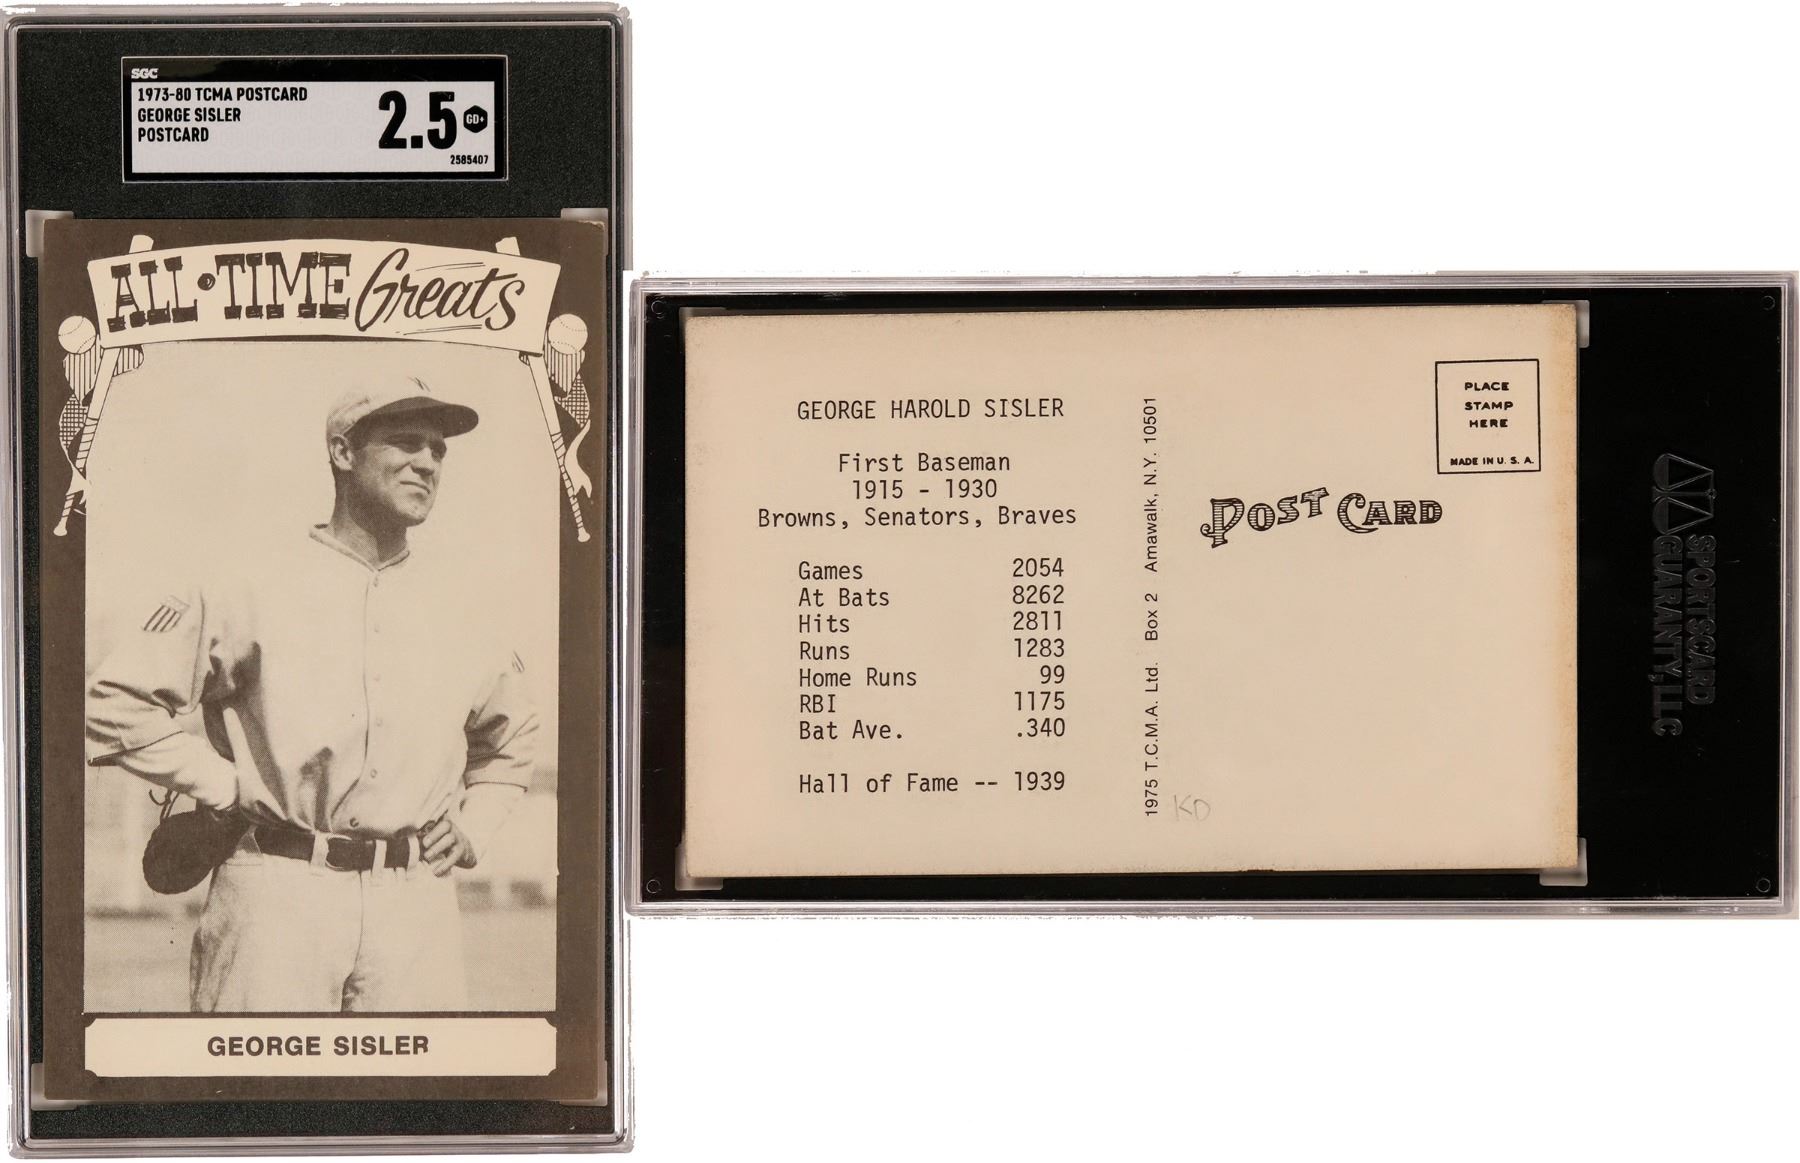 SGC
1973-80 TCMA POSTCARD
GEORGE SISLER
POSTCARD
2.5 GD+
2585407
ALL·TIME Greats
GEORGE SISLER
GEORGE HAROLD SISLER
First Baseman
1915 - 1930
Browns, Senators, Braves
Games 2054
At Bats 8262
Hits 2811
Runs 1283
Home Runs 99
RBI 1175
Bat Ave. .340
Hall of Fame -- 1939
1975 T.C.M.A. Ltd. Box 2 Amawalk, N.Y. 10501
KO
PLACE
STAMP
HERE
MADE IN U. S. A.
POST CARD
SPORTSCARD
GUARANTY, LLC